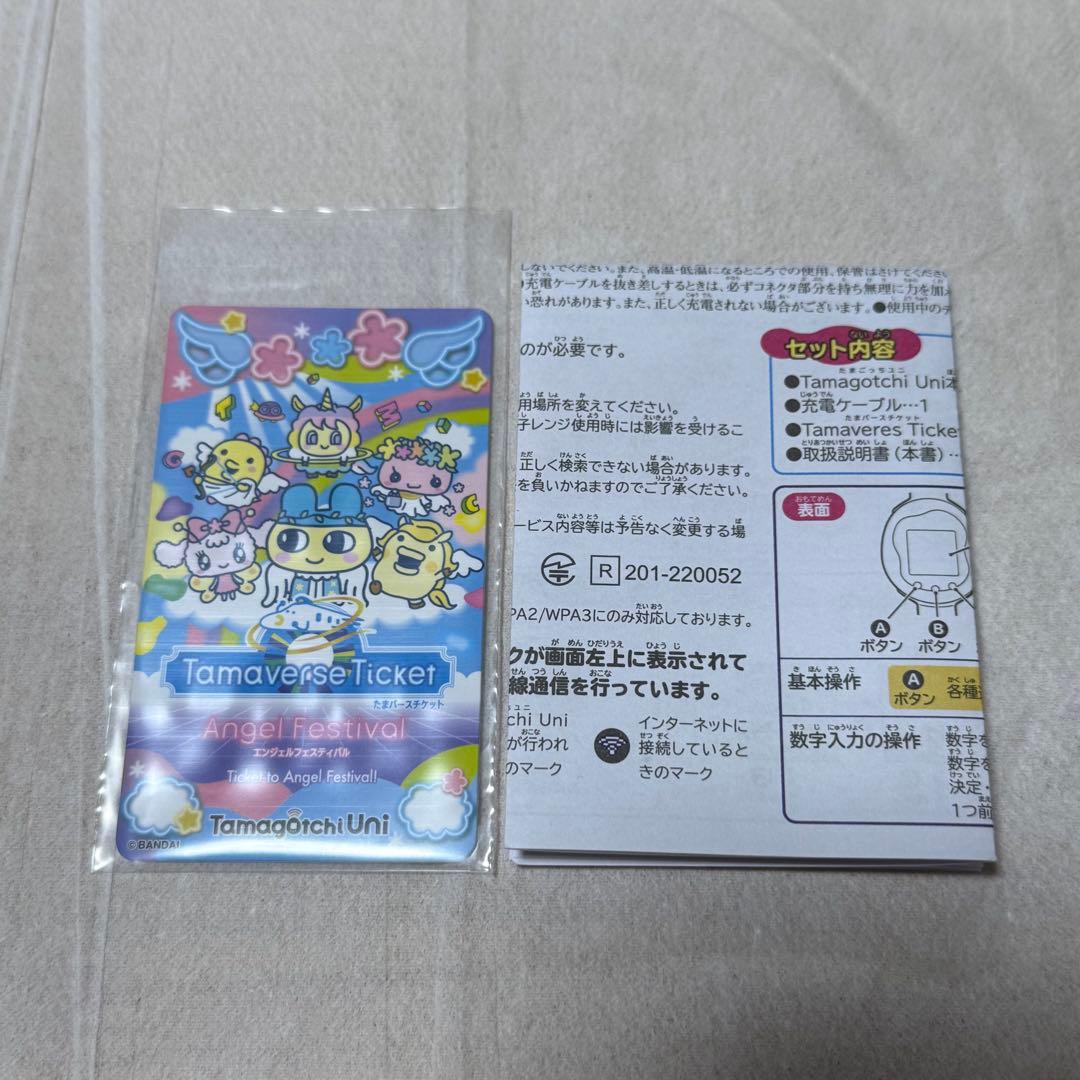 Tamaverse Ticket
たまバースチケット
Angel Festival
エンジェルフェスティバル
Ticket to Angel Festival!
Tamagotchi Uni
©BANDAI
しないでください。また、高温・低温になるところでの使用、保管はさけてくださ
充電ケーブルを抜き差しするときは、必ずコネクタ部分を持ち無理に力を加
い恐れがあります。また、正しく充電されない場合がございます。●使用中の
のが必要です。
用場所を変えてください。
子レンジ使用時には影響を受けるこ
正しく検索できない場合があります。
を負いかねますのでご了承ください。
ービス内容等は予告なく変更する場
R 201-220052
PA2/WPA3にのみ対応しております。
クが画面左上に表示されて
線通信を行っています。
chi Uni
が行われ
のマーク
インターネットに
接続していると
きのマーク
セット内容
●Tamagotchi Uni本
●充電ケーブル…1
●Tamaveres Ticke
●取扱説明書(本書)…
表面
A B
ボタン ボタン
基本操作 A ボタン 各種
数字入力の操作
数字を
数字を
決定・
1つ前